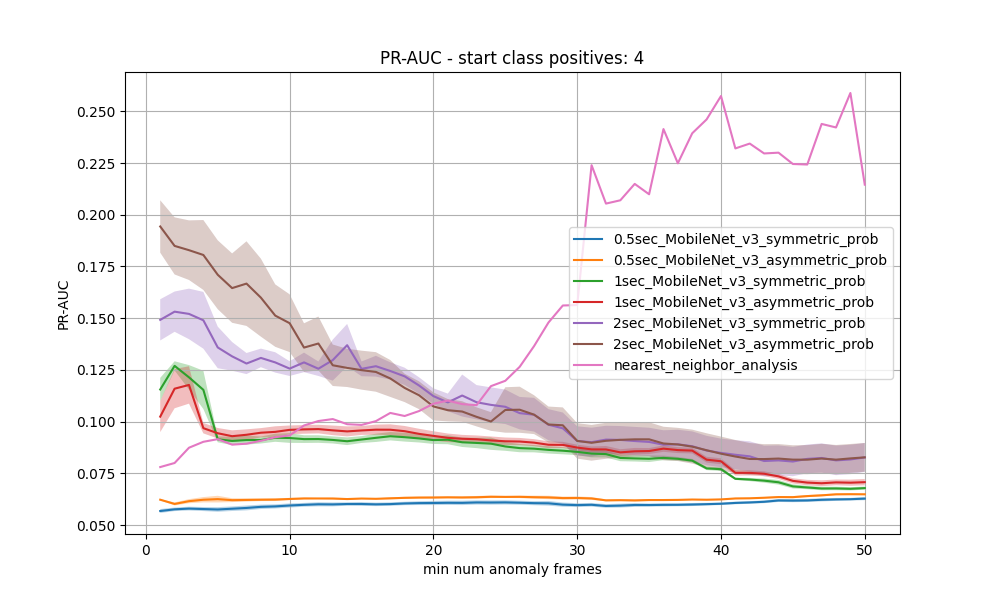 PR-AUC - start class positives: 4
PR-AUC
0.250
0.225
0.200
0.175
0.150
0.125
0.100
0.075
0.050
0.5sec_MobileNet_v3_symmetric_prob
0.5sec_MobileNet_v3_asymmetric_prob
1sec_MobileNet_v3_symmetric_prob
1sec_MobileNet_v3_asymmetric_prob
2sec_MobileNet_v3_symmetric_prob
2sec_MobileNet_v3_asymmetric_prob
nearest_neighbor_analysis
0 10 20 30 40 50
min num anomaly frames